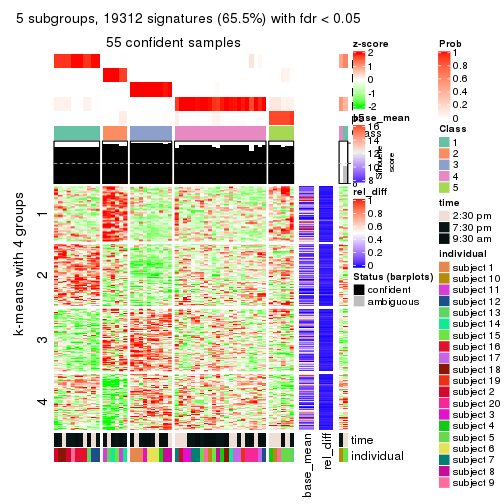 5 subgroups, 19312 signatures (65.5%) with fdr < 0.05
55 confident samples
k-means with 4 groups
1
2
3
4
base_mean
rel_diff
time
individual
Silhouette
score
z-score
2
1
0
-1
-2
base_mean
16
14
12
10
8
rel_diff
1
0.8
0.6
0.4
0.2
0
Status (barplots)
confident
ambiguous
Prob
1
0.8
0.6
0.4
0.2
0
Class
1
2
3
4
5
time
2:30 pm
7:30 pm
9:30 am
Individual
subject 1
subject 10
subject 11
subject 12
subject 13
subject 14
subject 15
subject 16
subject 17
subject 18
subject 19
subject 2
subject 20
subject 3
subject 4
subject 5
subject 6
subject 7
subject 8
subject 9